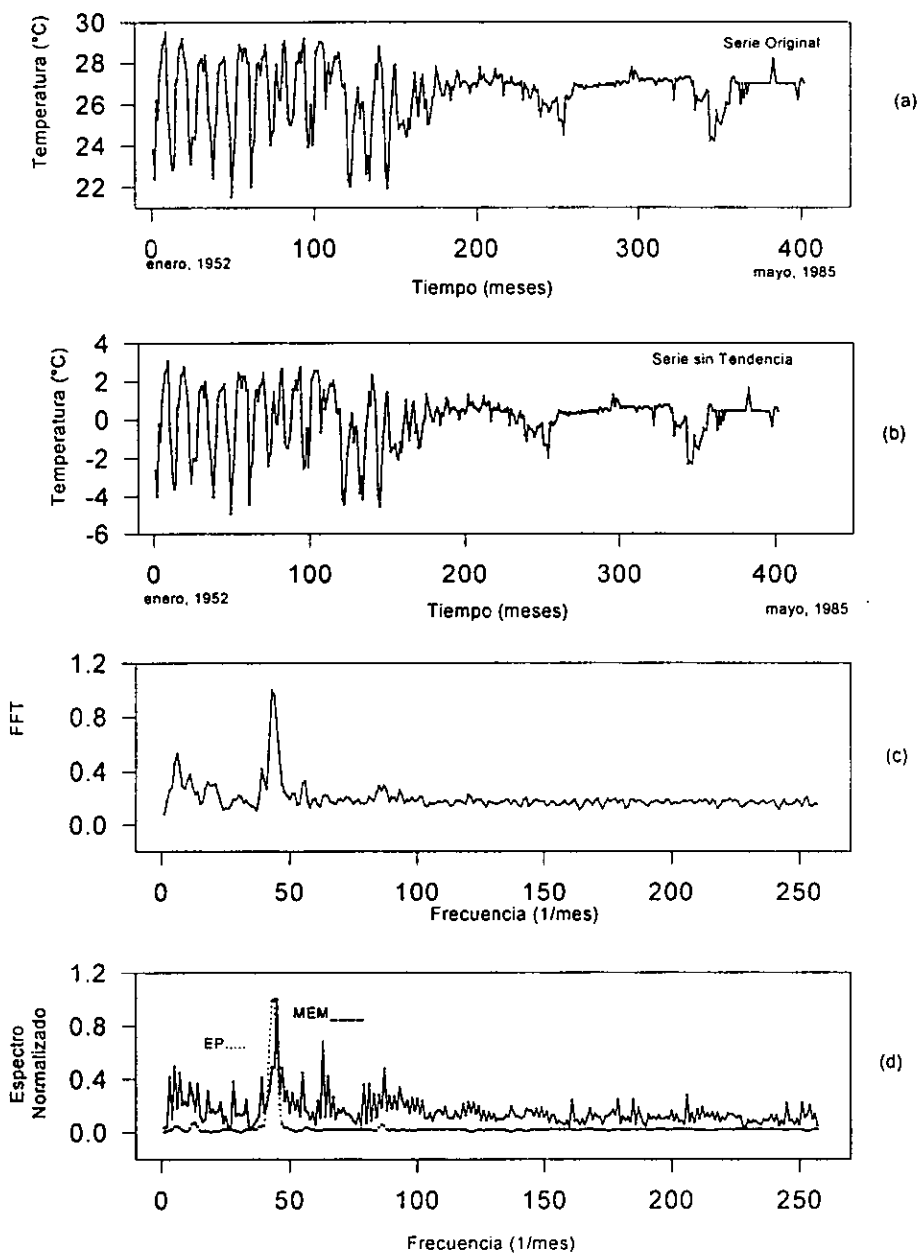 30
28
26
24
22
Temperatura (°C)
Serie Original
(a)
0 100 200 300 400
enero, 1952
mayo, 1985
Tiempo (meses)
4
2
0
-2
-4
-6
Temperatura (°C)
Serie sin Tendencia
(b)
0 100 200 300 400
enero, 1952
mayo, 1985
Tiempo (meses)
1.2
0.8
0.4
0.0
FFT
(c)
0 50 100 150 200 250
Frecuencia (1/mes)
1.2
0.8
0.4
0.0
Espectro
Normalizado
EP.....
MEM____
(d)
0 50 100 150 200 250
Frecuencia (1/mes)